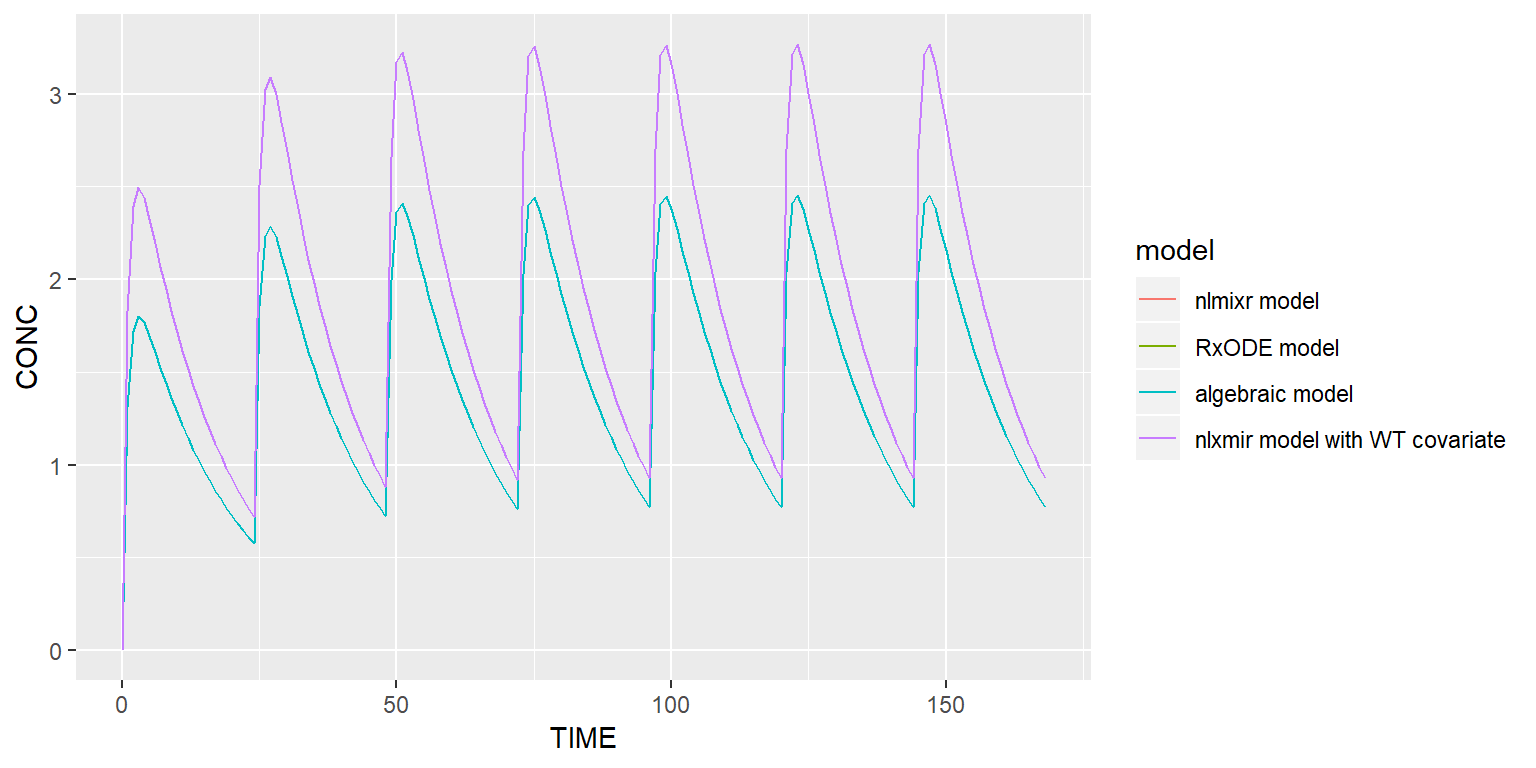 CONC
3
2
1
0
0
50
100
150
TIME
model
nlmixr model
RxODE model
algebraic model
nlxmir model with WT covariate